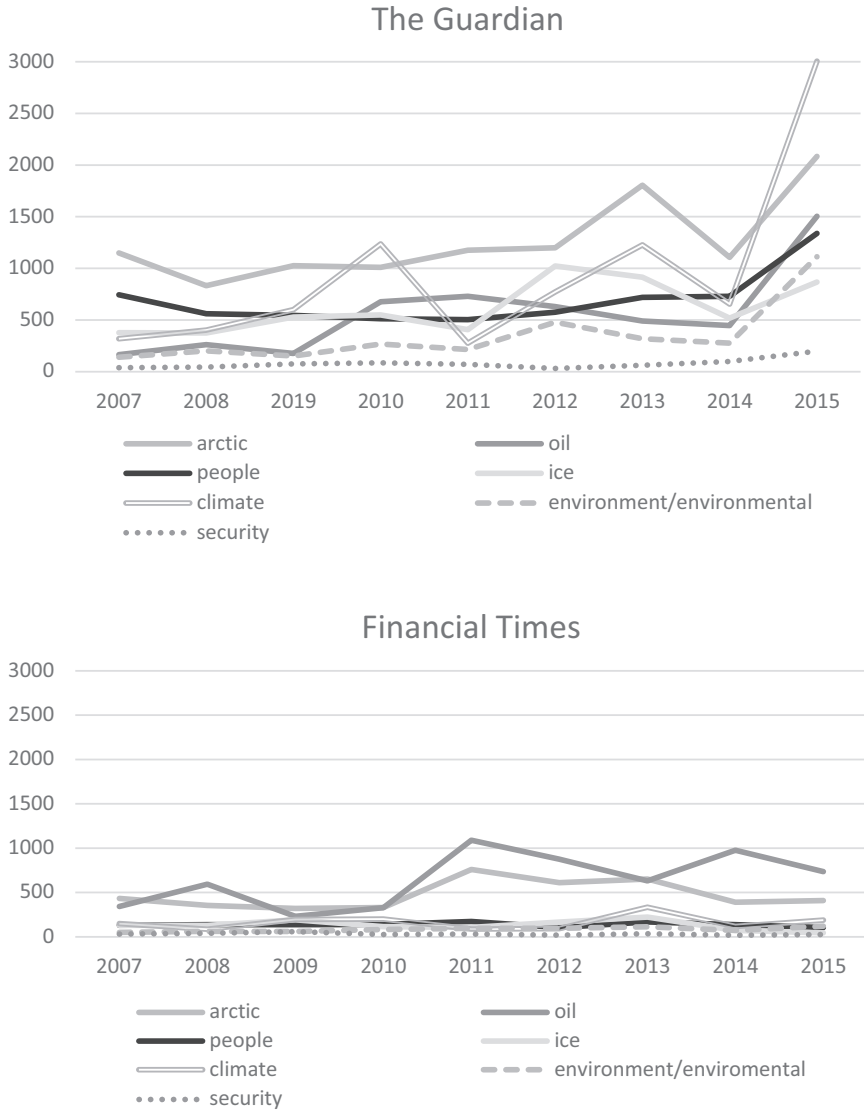 The Guardian
3000
2500
2000
1500
1000
500
0
2007 2008 2019 2010 2011 2012 2013 2014 2015
arctic oil
people ice
climate environment/environmental
security
Financial Times
3000
2500
2000
1500
1000
500
0
2007 2008 2009 2010 2011 2012 2013 2014 2015
arctic oil
people ice
climate environment/enviromental
security